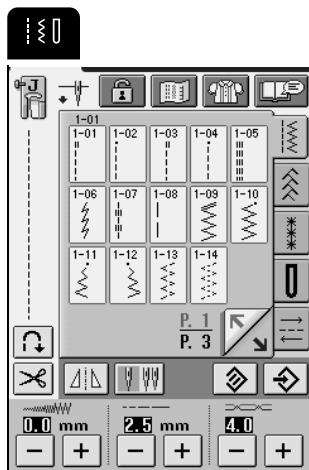 J
1-01
1-01 1-02 1-03 1-04 1-05
1-06 1-07 1-08 1-09 1-10
1-11 1-12 1-13 1-14
P. 1
P. 3
0.0 mm 2.5 mm 4.0
− + − + − +